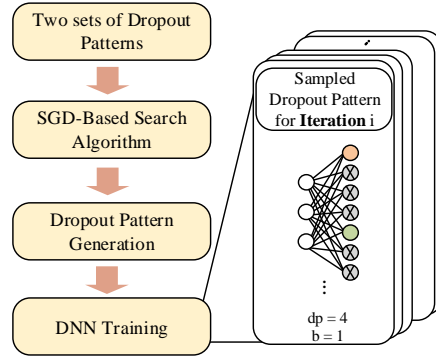 Two sets of Dropout
Patterns
SGD-Based Search
Algorithm
Dropout Pattern
Generation
DNN Training
Sampled
Dropout Pattern
for Iteration i
X
X
X
X
X
⋮
dp = 4
b = 1